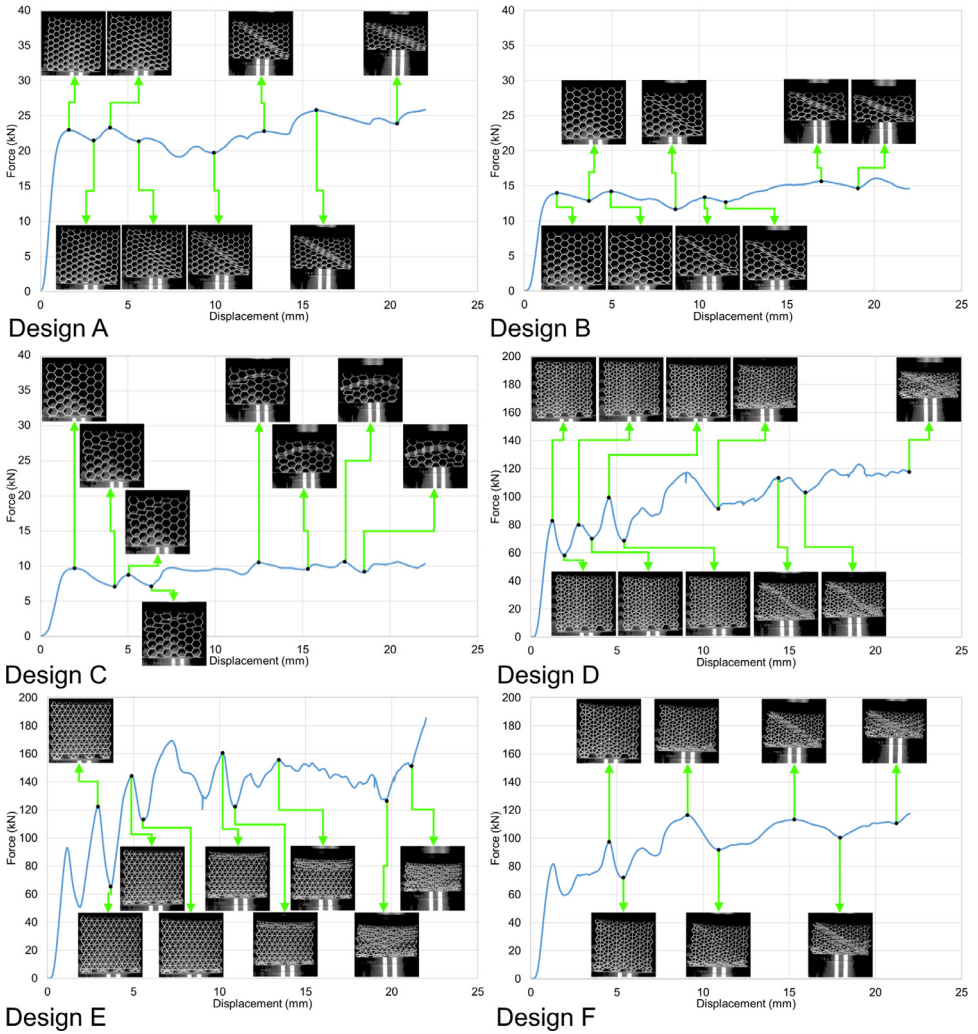 40
35
30
25
20
15
10
5
0
Force (kN)
0 5 10 15 20 25
Displacement (mm)
Design A
40
35
30
25
20
15
10
5
0
Force (kN)
0 5 10 15 20 25
Displacement (mm)
Design B
40
35
30
25
20
15
10
5
0
Force (kN)
0 5 10 15 20 25
Displacement (mm)
Design C
200
180
160
140
120
100
80
60
40
20
0
Force (kN)
0 5 10 15 20 25
Displacement (mm)
Design D
200
180
160
140
120
100
80
60
40
20
0
Force (kN)
0 5 10 15 20 25
Displacement (mm)
Design E
200
180
160
140
120
100
80
60
40
20
0
Force (kN)
0 5 10 15 20 25
Displacement (mm)
Design F